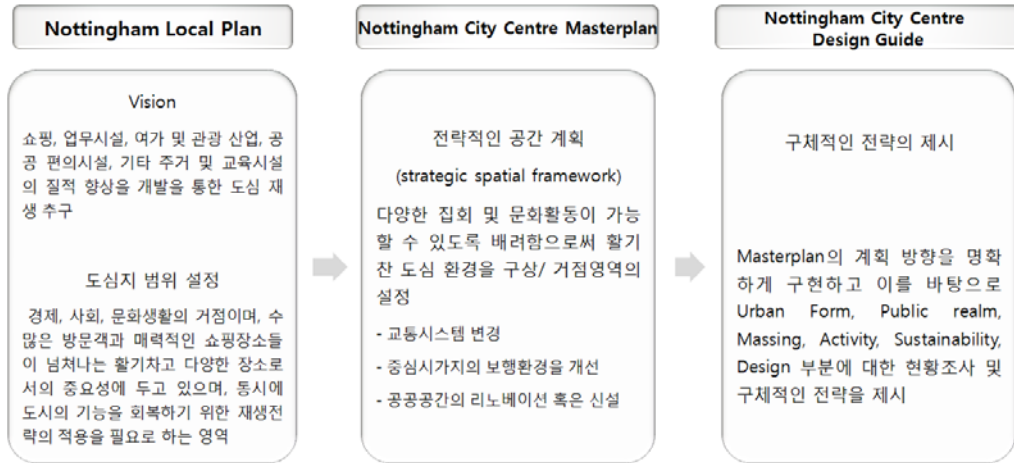 Nottingham Local Plan
Vision
쇼핑, 업무시설, 여가 및 관광 산업, 공
공 편의시설, 기타 주거 및 교육시설
의 질적 향상을 개발을 통한 도심 재
생 추구
도심지 범위 설정
경제, 사회, 문화생활의 거점이며, 수
많은 방문객과 매력적인 쇼핑장소들
이 넘쳐나는 활기차고 다양한 장소로
서의 중요성에 두고 있으며, 동시에
도시의 기능을 회복하기 위한 재생전
략의 적용을 필요로 하는 영역
Nottingham City Centre Masterplan
전략적인 공간 계획
(strategic spatial framework)
다양한 집회 및 문화활동이 가능
할 수 있도록 배려함으로써 활기
찬 도심 환경을 구상/ 거점영역의
설정
- 교통시스템 변경
- 중심시가지의 보행환경을 개선
- 공공공간의 리노베이션 혹은 신설
Nottingham City Centre
Design Guide
구체적인 전략의 제시
Masterplan의 계획 방향을 명확
하게 구현하고 이를 바탕으로
Urban Form, Public realm,
Massing, Activity, Sustainability,
Design 부분에 대한 현황조사 및
구체적인 전략을 제시